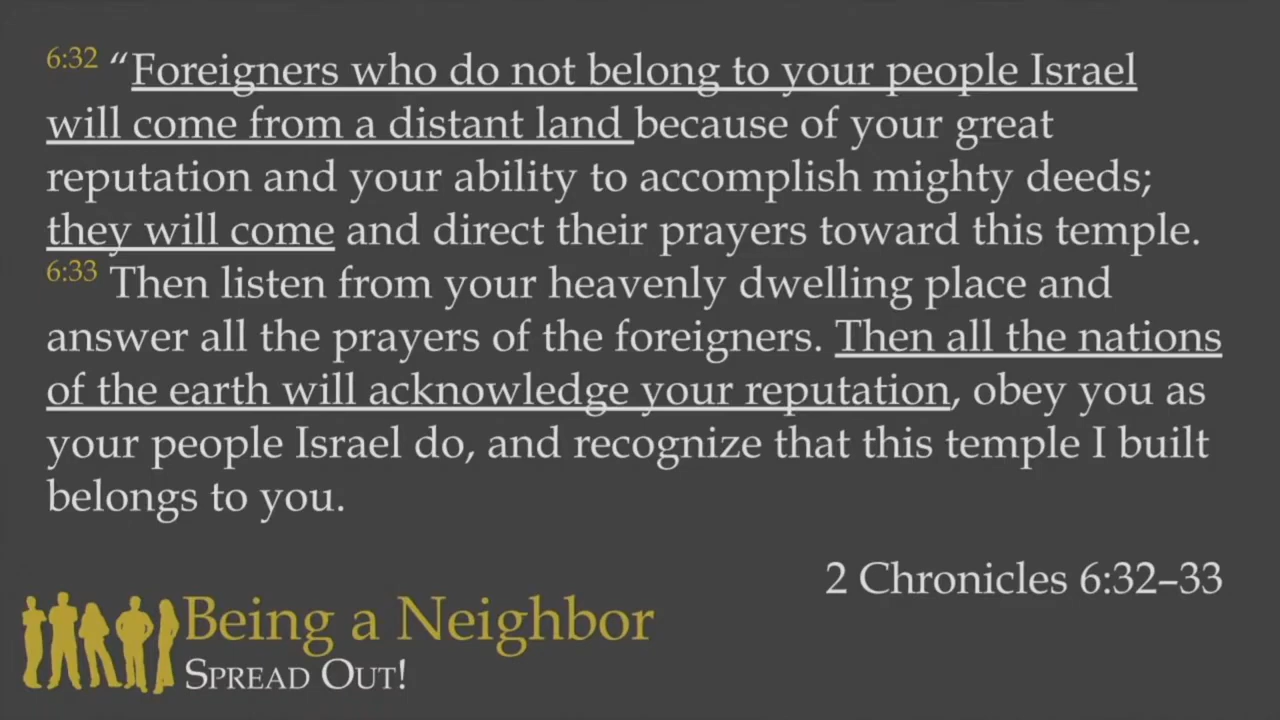 6:32 “Foreigners who do not belong to your people Israel
will come from a distant land because of your great
reputation and your ability to accomplish mighty deeds;
they will come and direct their prayers toward this temple.
6:33 Then listen from your heavenly dwelling place and
answer all the prayers of the foreigners. Then all the nations
of the earth will acknowledge your reputation, obey you as
your people Israel do, and recognize that this temple I built
belongs to you.
2 Chronicles 6:32–33
Being a Neighbor
SPREAD OUT!